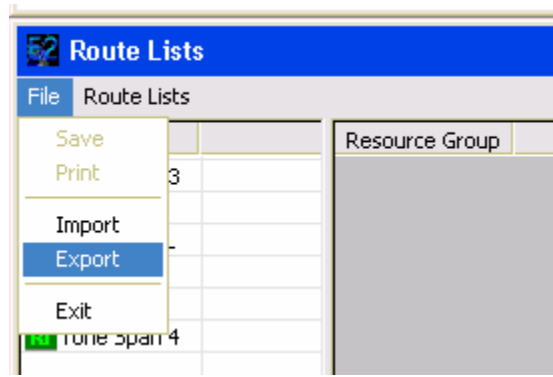 Route Lists
File Route Lists
Save
Resource Group
Print
3
Import
Export
Exit
Tone Span 4